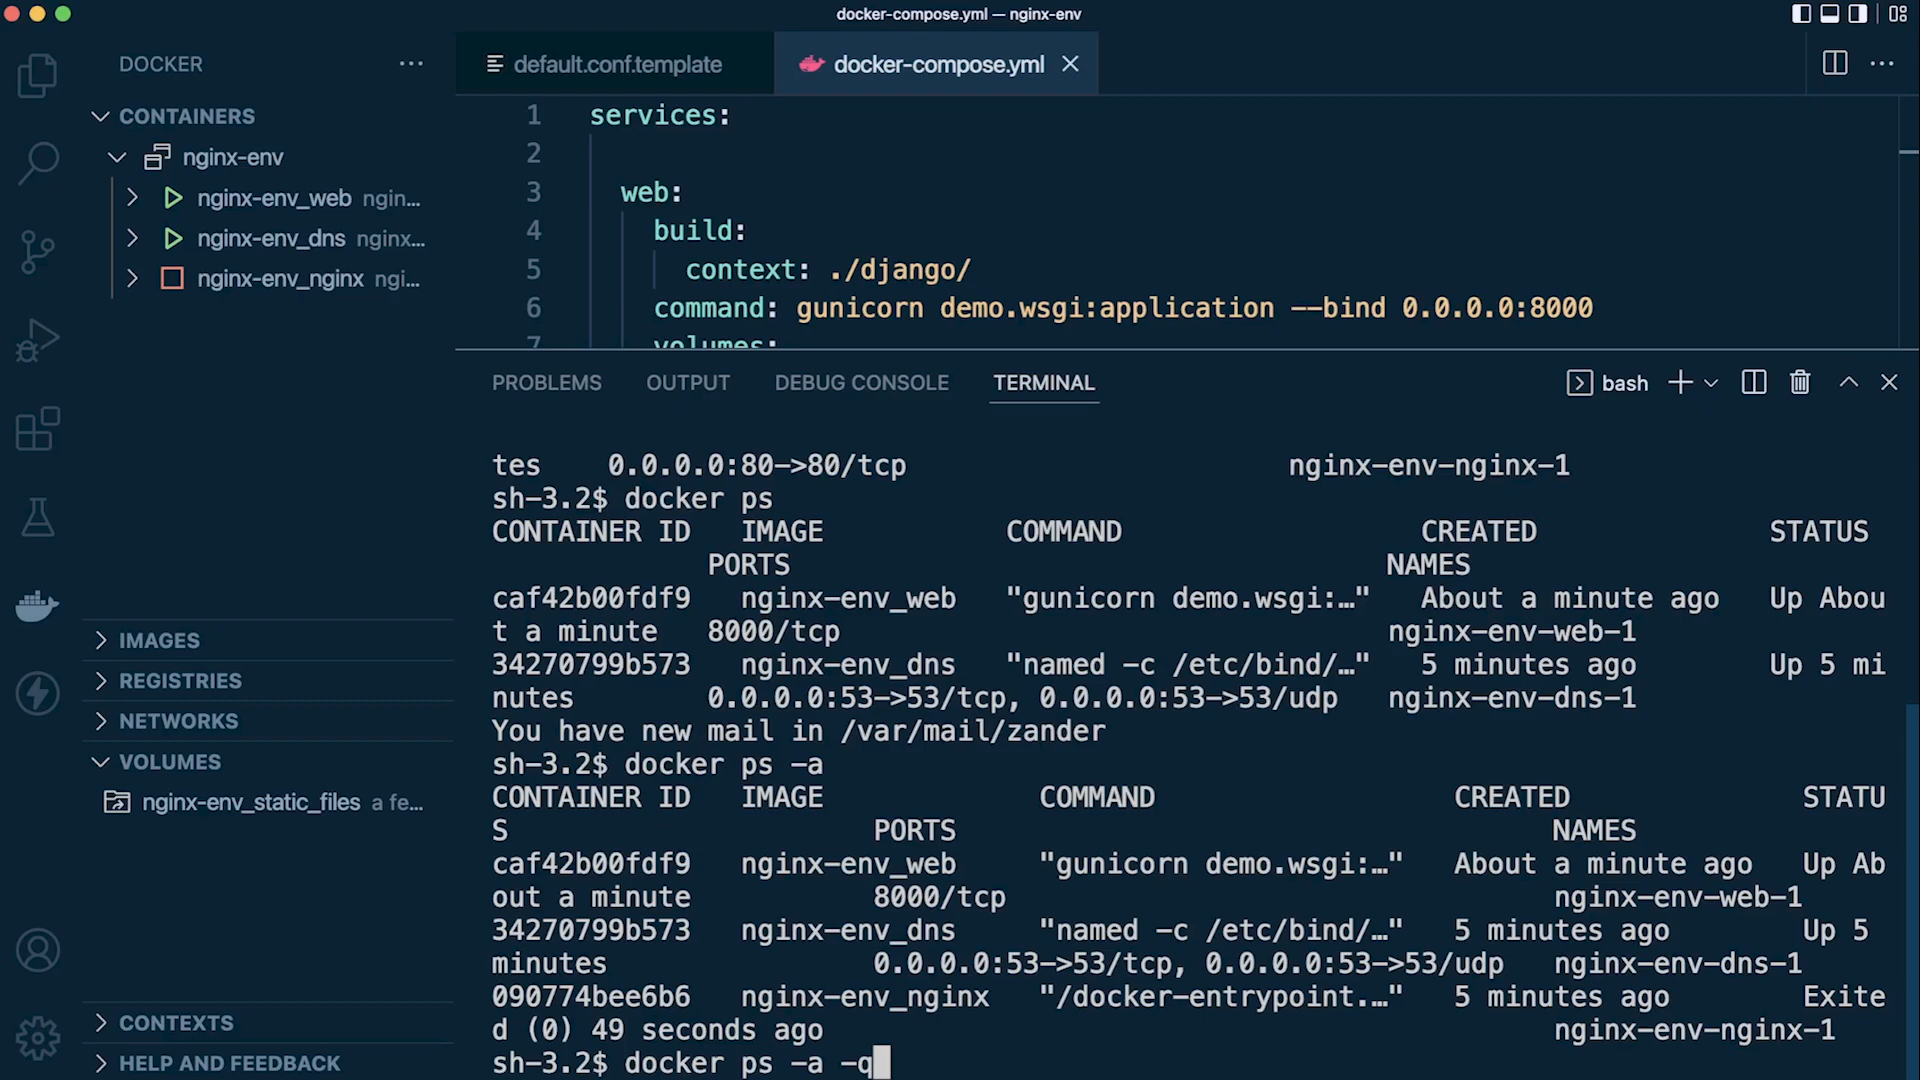 docker-compose.yml — nginx-env
DOCKER
CONTAINERS
nginx-env
nginx-env_web ngin...
nginx-env_dns nginx...
nginx-env_nginx ngi...
IMAGES
REGISTRIES
NETWORKS
VOLUMES
nginx-env_static_files a fe...
CONTEXTS
HELP AND FEEDBACK
default.conf.template
docker-compose.yml
1 services:
2
3 web:
4 build:
5 context: ./django/
6 command: gunicorn demo.wsgi:application --bind 0.0.0.0:8000
7 volumes:
PROBLEMS OUTPUT DEBUG CONSOLE TERMINAL bash
tes 0.0.0.0:80->80/tcp nginx-env-nginx-1
sh-3.2$ docker ps
CONTAINER ID IMAGE COMMAND CREATED STATUS
PORTS NAMES
caf42b00fdf9 nginx-env_web "gunicorn demo.wsgi:…" About a minute ago Up Abou
t a minute 8000/tcp nginx-env-web-1
34270799b573 nginx-env_dns "named -c /etc/bind/…" 5 minutes ago Up 5 mi
nutes 0.0.0.0:53->53/tcp, 0.0.0.0:53->53/udp nginx-env-dns-1
You have new mail in /var/mail/zander
sh-3.2$ docker ps -a
CONTAINER ID IMAGE COMMAND CREATED STATU
S PORTS NAMES
caf42b00fdf9 nginx-env_web "gunicorn demo.wsgi:…" About a minute ago Up Ab
out a minute 8000/tcp nginx-env-web-1
34270799b573 nginx-env_dns "named -c /etc/bind/…" 5 minutes ago Up 5
minutes 0.0.0.0:53->53/tcp, 0.0.0.0:53->53/udp nginx-env-dns-1
090774bee6b6 nginx-env_nginx "/docker-entrypoint.…" 5 minutes ago Exite
d (0) 49 seconds ago nginx-env-nginx-1
sh-3.2$ docker ps -a -q